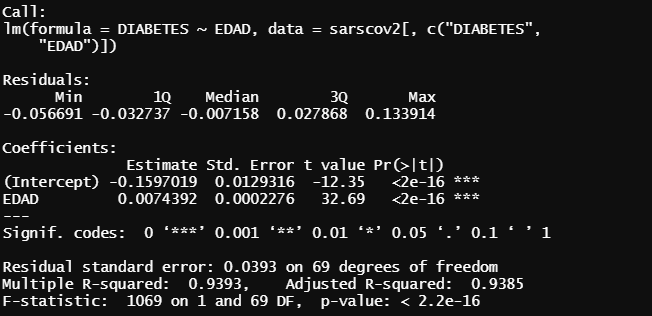 Call:
lm(formula = DIABETES ~ EDAD, data = sarscov2[, c("DIABETES",
    "EDAD")])

Residuals:
      Min        1Q    Median        3Q       Max
-0.056691 -0.032737 -0.007158  0.027868  0.133914

Coefficients:
              Estimate Std. Error t value Pr(>|t|)
(Intercept) -0.1597019  0.0129316  -12.35   <2e-16 ***
EDAD         0.0074392  0.0002276   32.69   <2e-16 ***
---
Signif. codes:  0 ‘***’ 0.001 ‘**’ 0.01 ‘*’ 0.05 ‘.’ 0.1 ‘ ’ 1

Residual standard error: 0.0393 on 69 degrees of freedom
Multiple R-squared:  0.9393,    Adjusted R-squared:  0.9385
F-statistic:  1069 on 1 and 69 DF,  p-value: < 2.2e-16